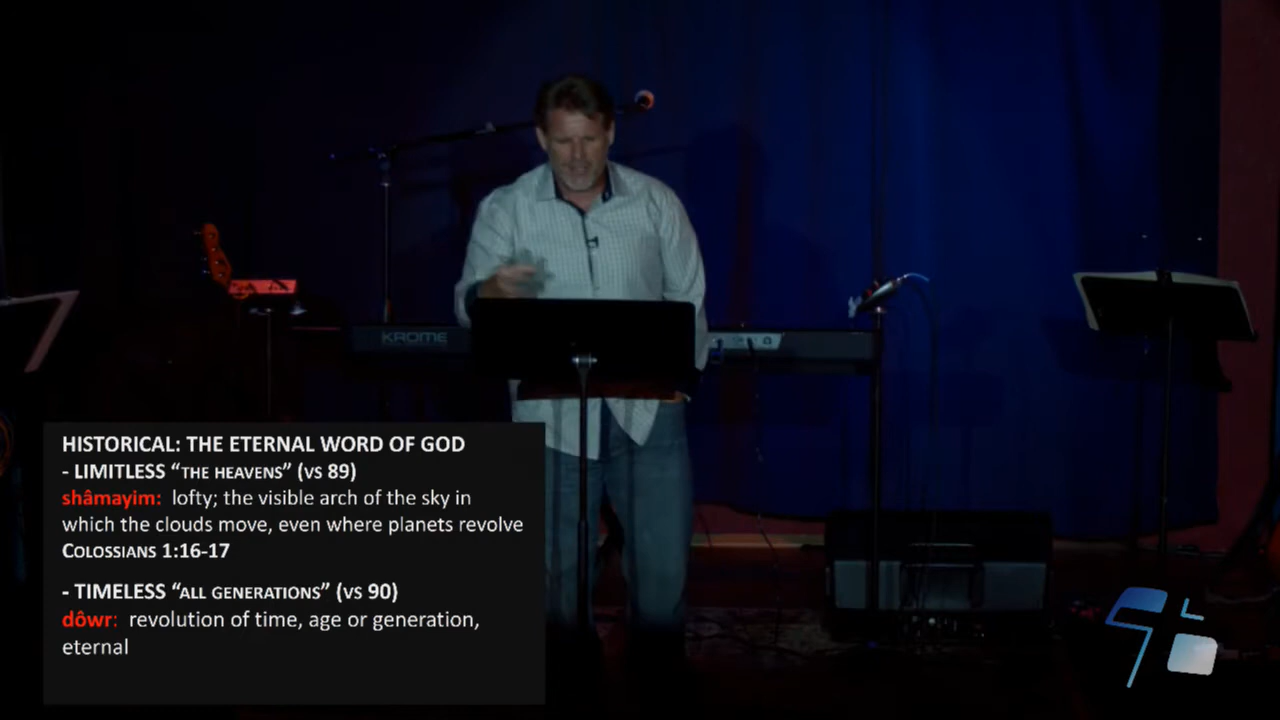 KROME
HISTORICAL: THE ETERNAL WORD OF GOD
- LIMITLESS “THE HEAVENS” (VS 89)
shâmayim: lofty; the visible arch of the sky in
which the clouds move, even where planets revolve
COLOSSIANS 1:16-17
- TIMELESS “ALL GENERATIONS” (VS 90)
dôwr: revolution of time, age or generation,
eternal